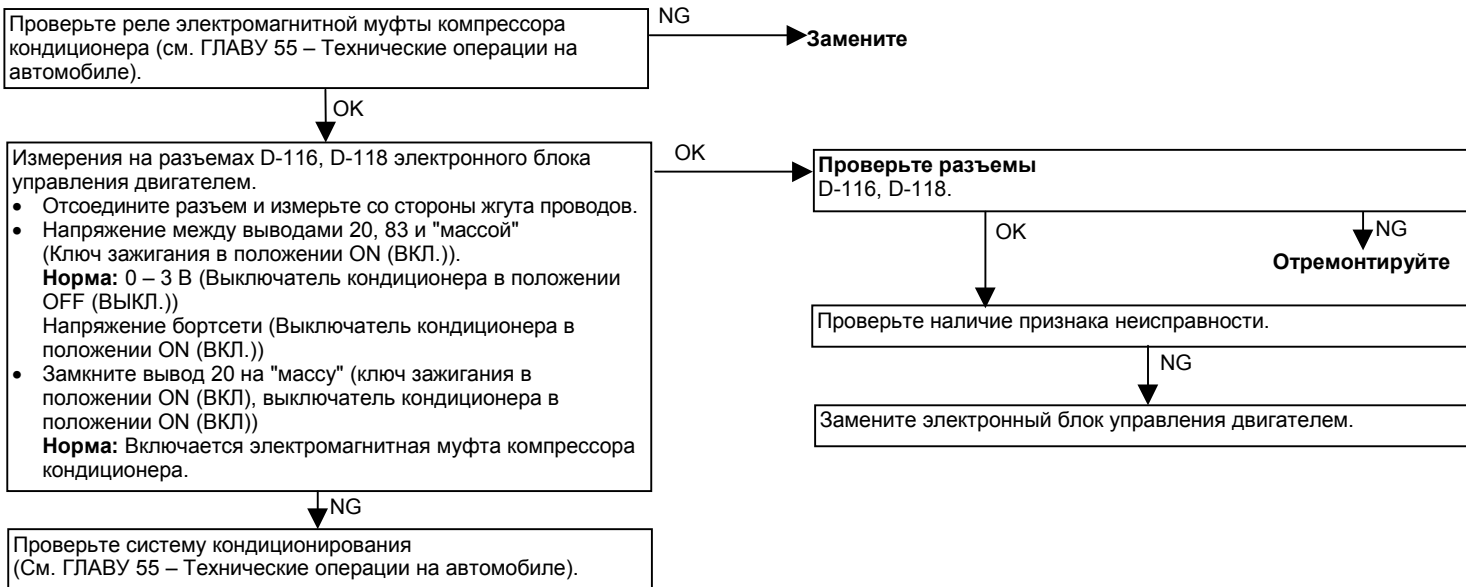 Проверьте реле электромагнитной муфты компрессора
кондиционера (см. ГЛАВУ 55 – Технические операции на
автомобиле).
NG
Замените
OK
Измерения на разъемах D-116, D-118 электронного блока
управления двигателем.
• Отсоедините разъем и измерьте со стороны жгута проводов.
• Напряжение между выводами 20, 83 и "массой"
(Ключ зажигания в положении ON (ВКЛ.)).
Норма: 0 – 3 В (Выключатель кондиционера в положении
OFF (ВЫКЛ.))
Напряжение бортсети (Выключатель кондиционера в
положении ON (ВКЛ.))
• Замкните вывод 20 на "массу" (ключ зажигания в
положении ON (ВКЛ), выключатель кондиционера в
положении ON (ВКЛ))
Норма: Включается электромагнитная муфта компрессора
кондиционера.
OK
Проверьте разъемы
D-116, D-118.
OK
NG
Отремонтируйте
Проверьте наличие признака неисправности.
NG
Замените электронный блок управления двигателем.
NG
Проверьте систему кондиционирования
(См. ГЛАВУ 55 – Технические операции на автомобиле).